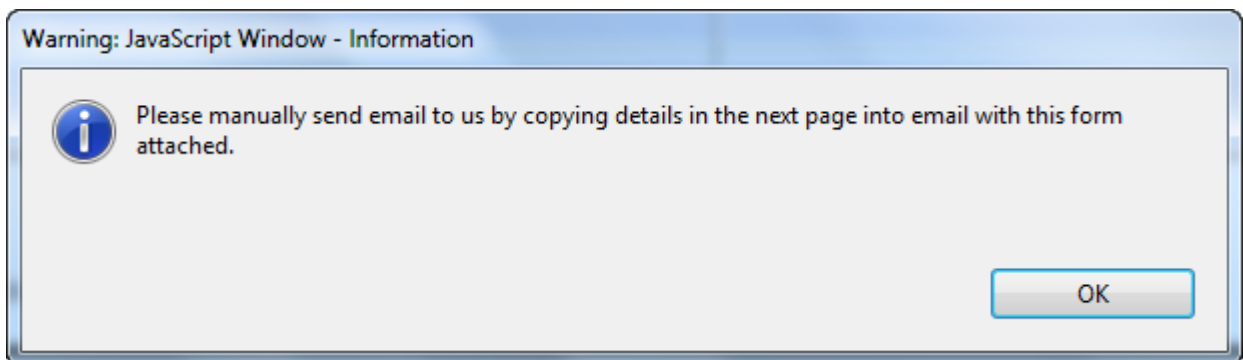 Warning: JavaScript Window - Information
Please manually send email to us by copying details in the next page into email with this form
attached.
OK